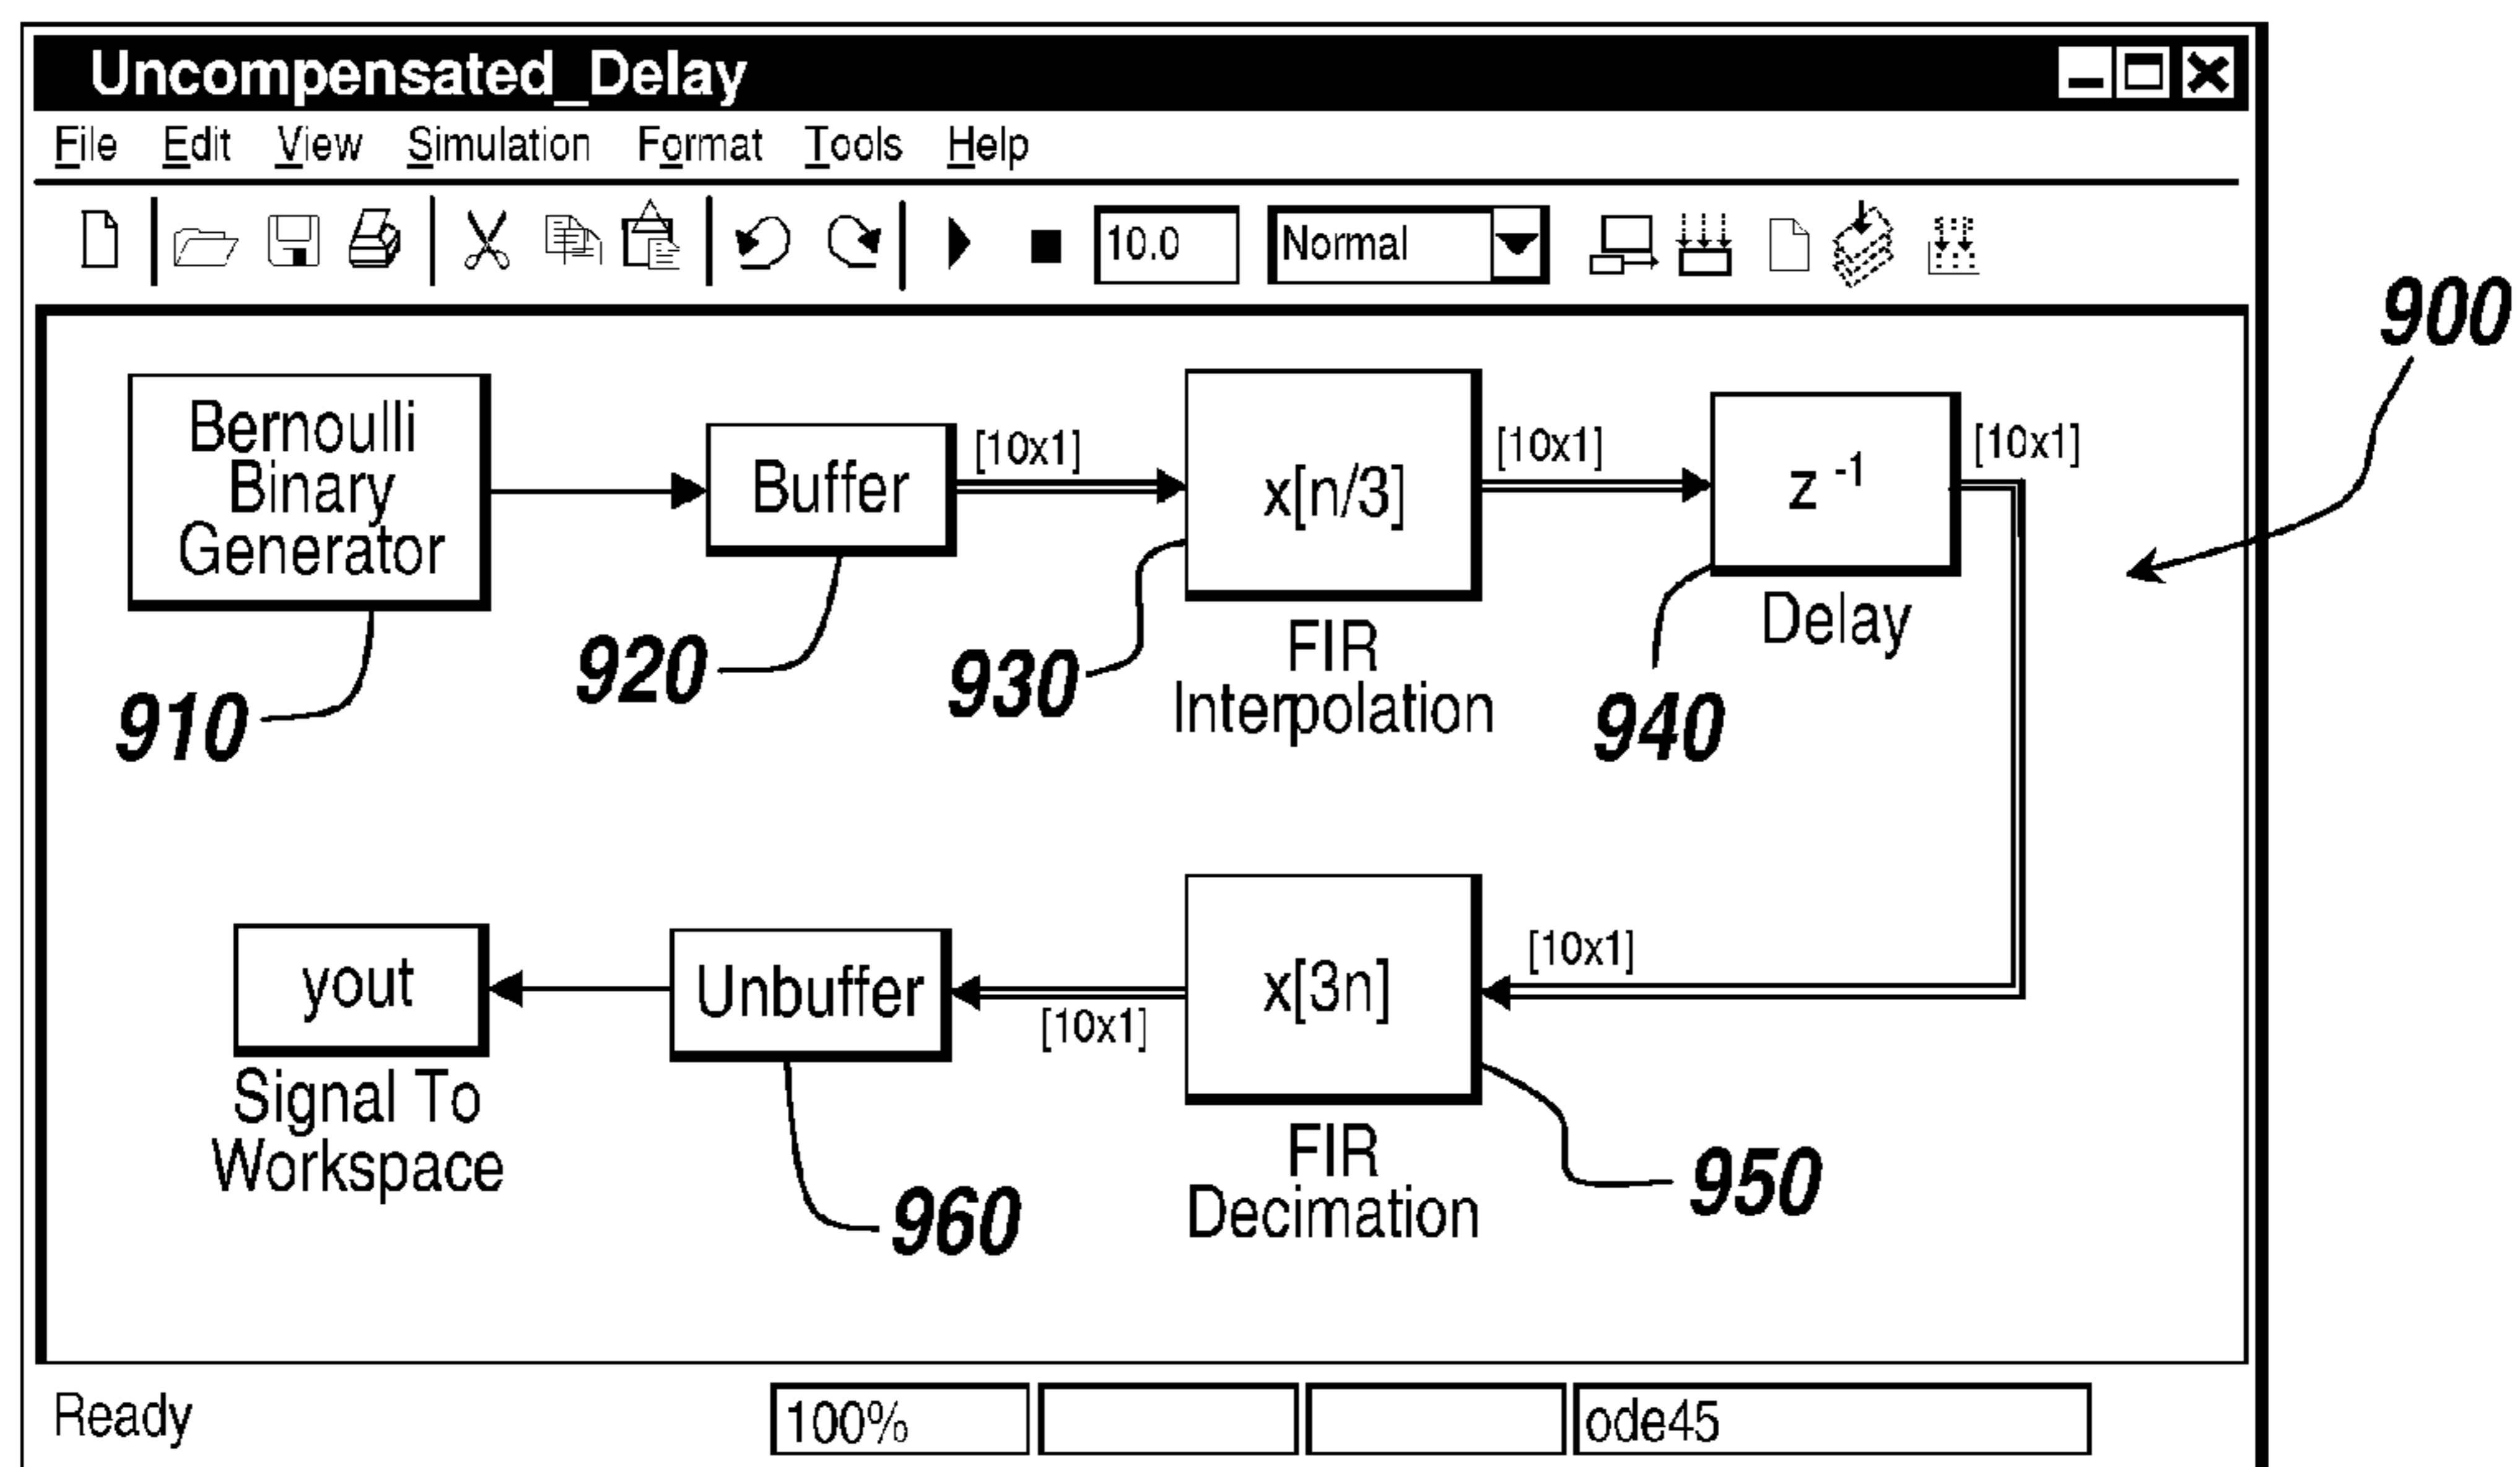 Uncompensated_Delay
File Edit View Simulation Format Tools Help
10.0 Normal
900
Bernoulli
Binary
Generator
Buffer
[10x1]
x[n/3]
[10x1]
z -1
[10x1]
Delay
FIR
Interpolation
910
920
930
940
yout
Unbuffer
[10x1]
x[3n]
[10x1]
Signal To
Workspace
FIR
Decimation
960
950
Ready
100%
ode45